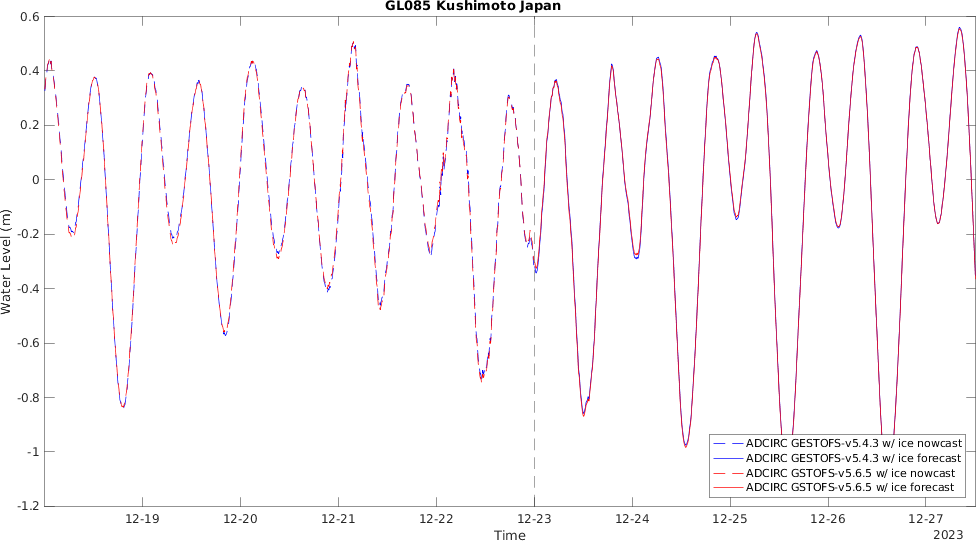 GL085 Kushimoto Japan
0.6
0.4
0.2
0
-0.2
-0.4
-0.6
-0.8
-1
-1.2
Water Level (m)
12-19
12-20
12-21
12-22
12-23
12-24
12-25
12-26
12-27
Time
2023
ADCIRC GESTOFS-v5.4.3 w/ ice nowcast
ADCIRC GESTOFS-v5.4.3 w/ ice forecast
ADCIRC GSTOFS-v5.6.5 w/ ice nowcast
ADCIRC GSTOFS-v5.6.5 w/ ice forecast